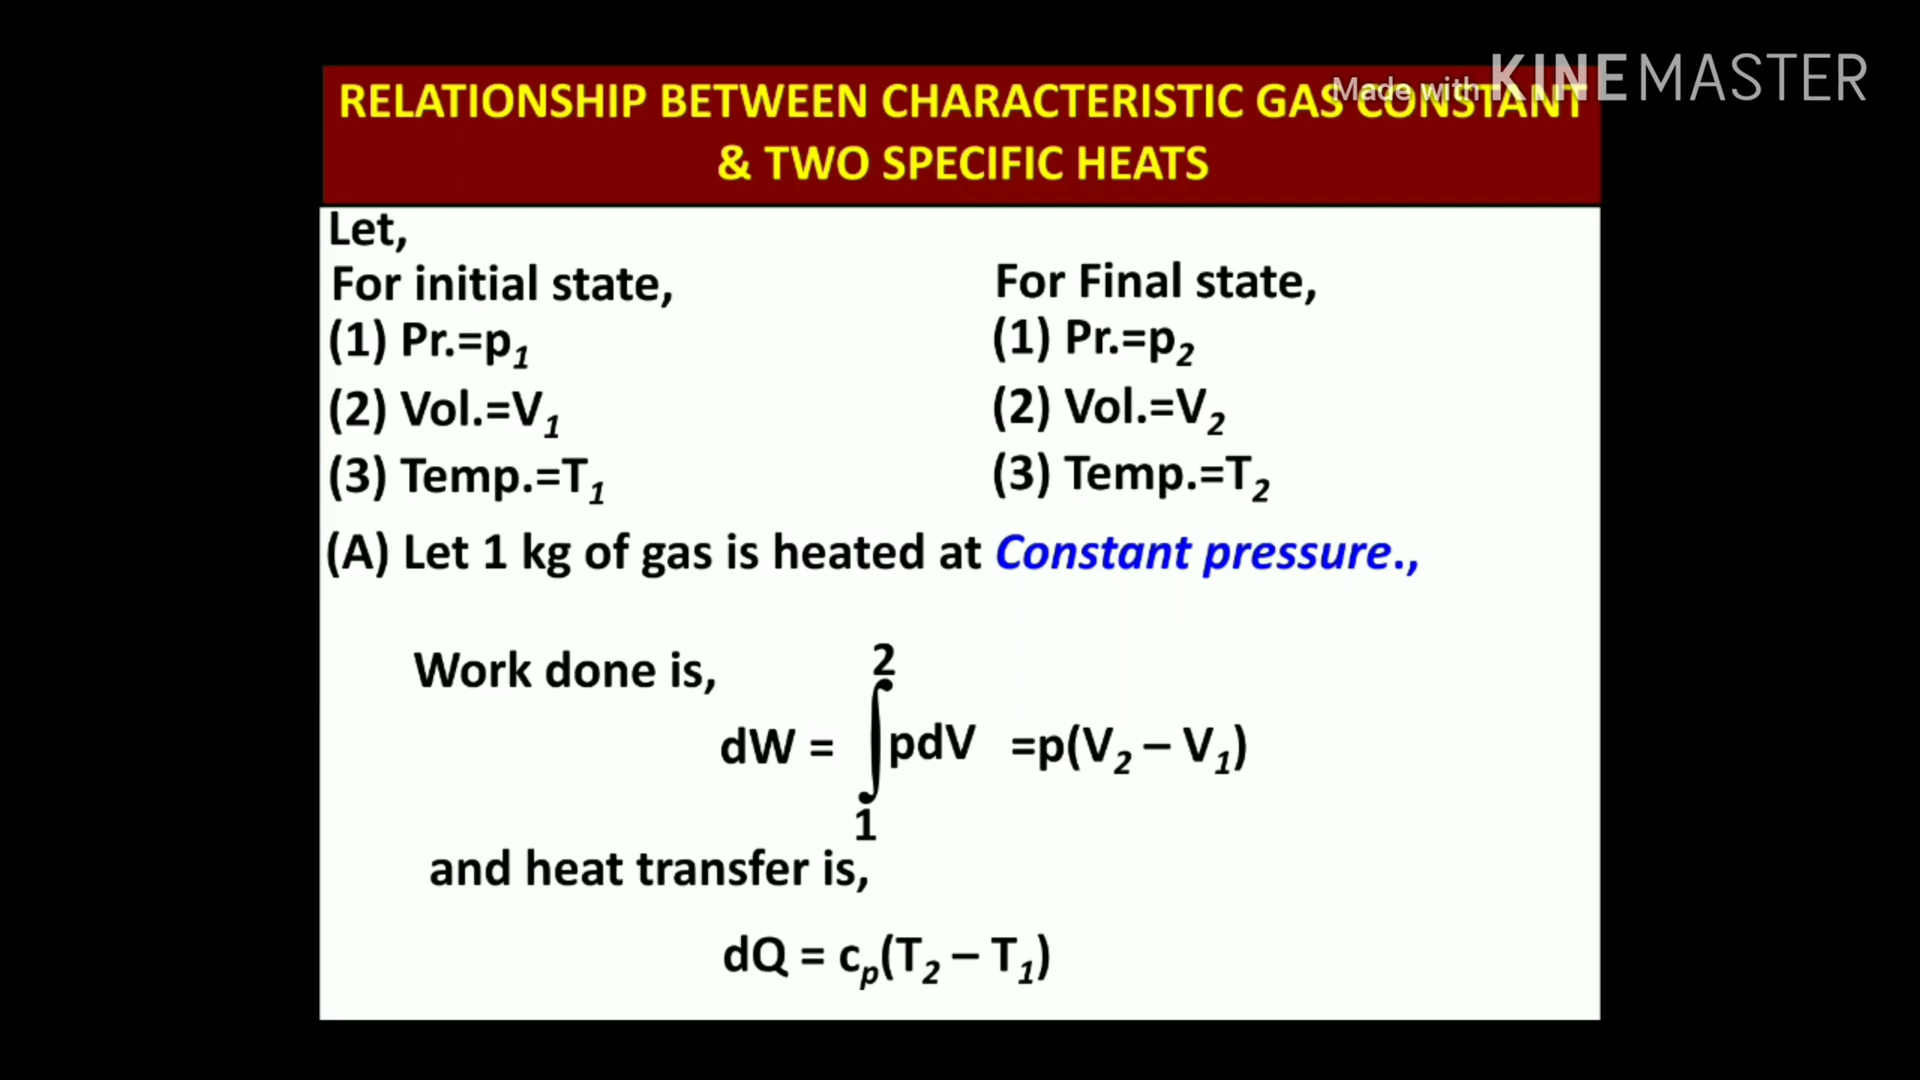 Made with KINEMASTER
RELATIONSHIP BETWEEN CHARACTERISTIC GAS CONSTANT
& TWO SPECIFIC HEATS
Let,
For initial state,
(1) Pr.=p₁
(2) Vol.=V₁
(3) Temp.=T₁
For Final state,
(1) Pr.=p₂
(2) Vol.=V₂
(3) Temp.=T₂
(A) Let 1 kg of gas is heated at Constant pressure.,
Work done is,
dW = ∫₁² pdV =p(V₂ – V₁)
and heat transfer is,
dQ = cₚ(T₂ – T₁)